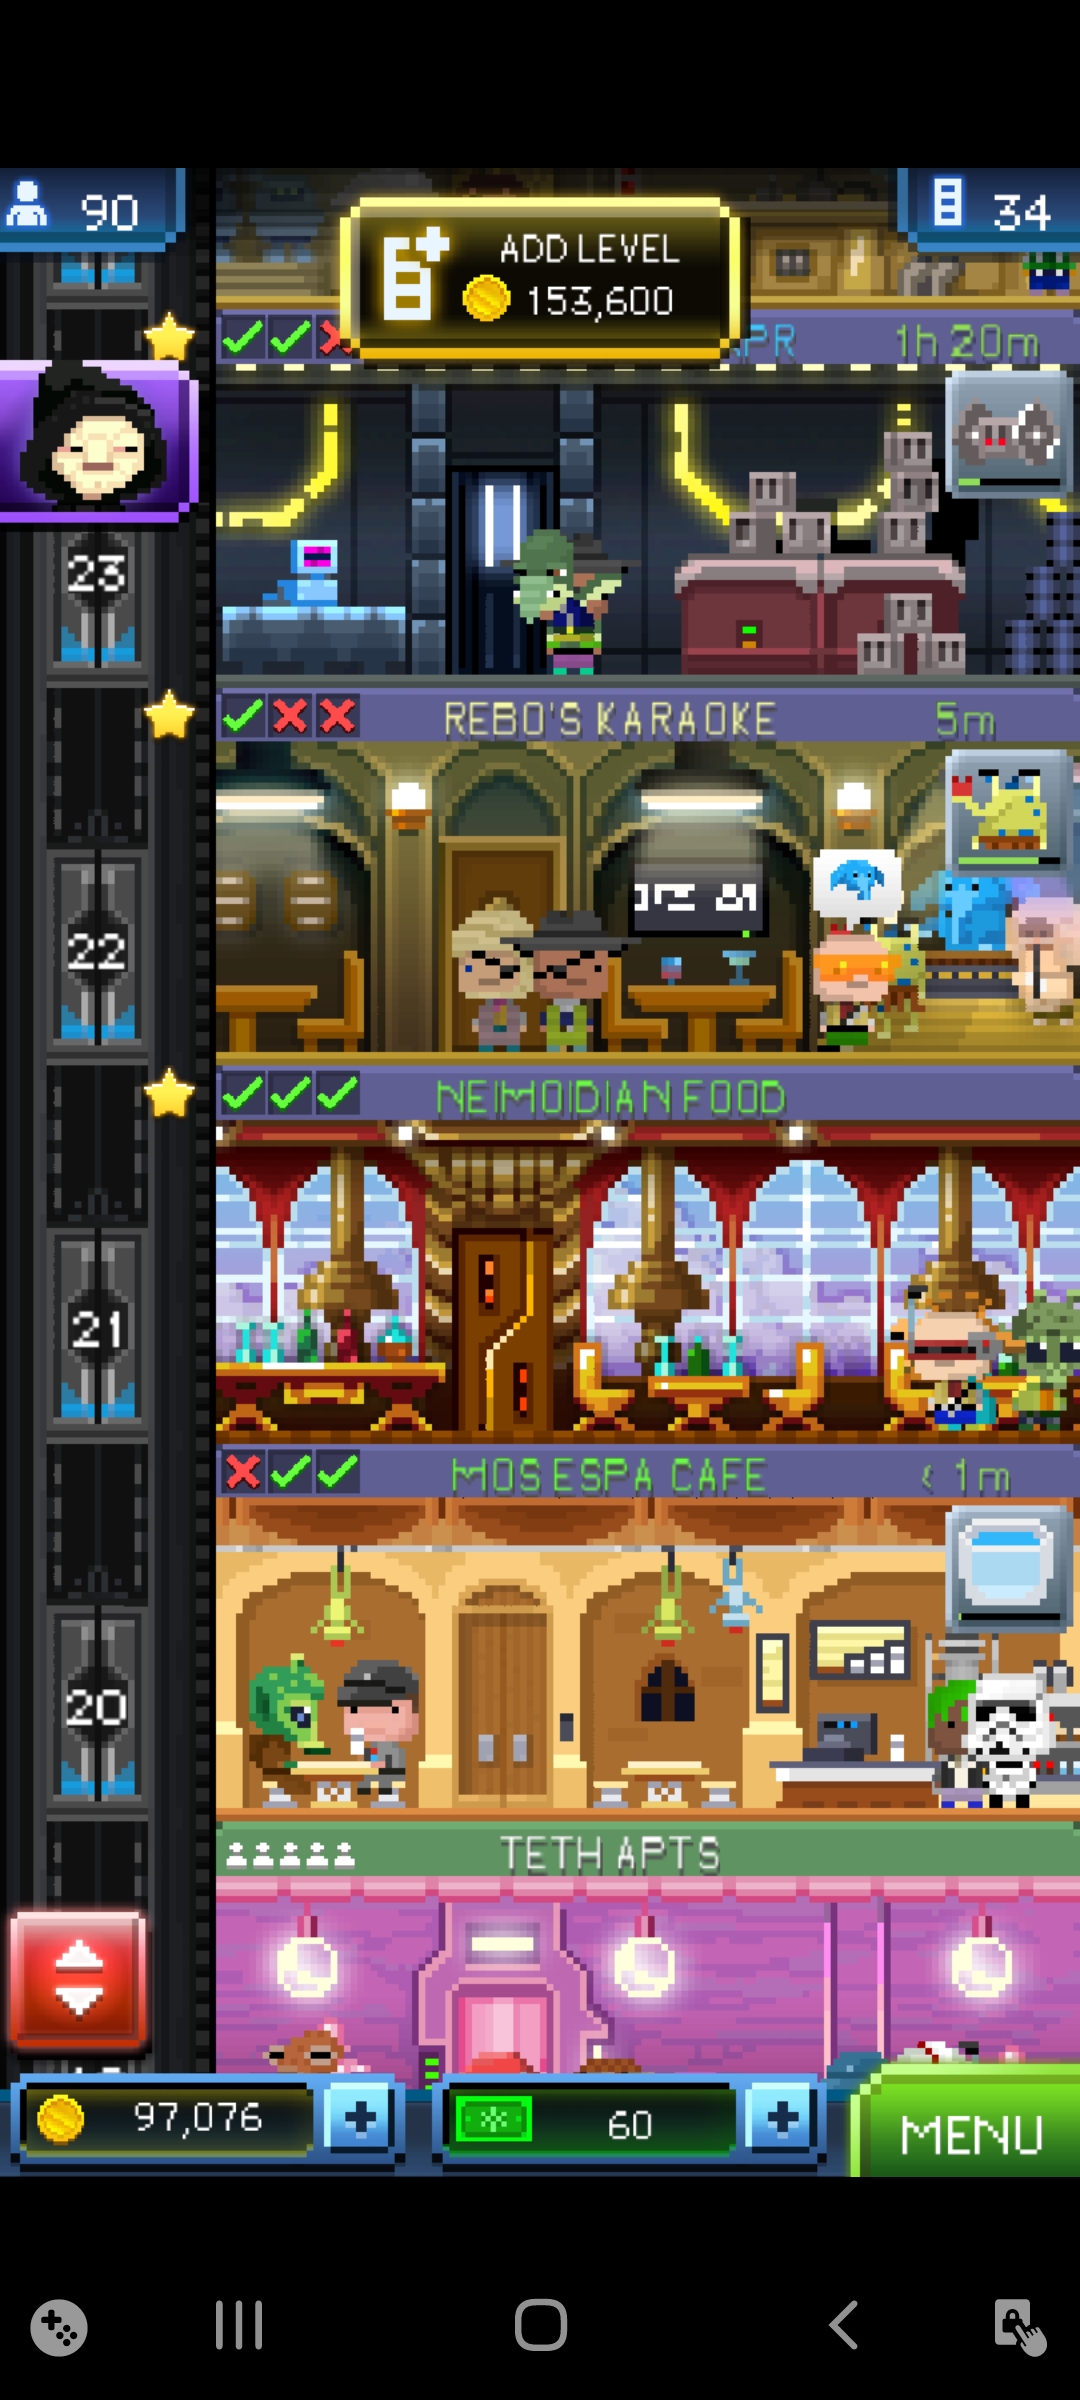 90
ADD LEVEL
153,600
34
1h 20m
23
REBO'S KARAOKE
5m
22
NEIMOIDIAN FOOD
21
MOS ESPA CAFE
< 1m
20
TETH APTS
97,076
60
MENU